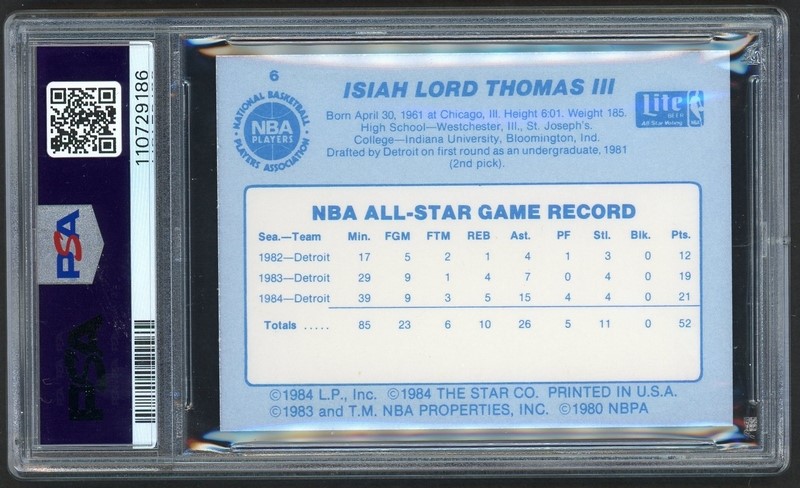 110729186
PSA
PSA
6
NATIONAL BASKETBALL
NBA
PLAYERS
PLAYERS ASSOCIATION
ISIAH LORD THOMAS III
Born April 30, 1961 at Chicago, Ill. Height 6:01. Weight 185.
High School—Westchester, Ill., St. Joseph's.
College—Indiana University, Bloomington, Ind.
Drafted by Detroit on first round as an undergraduate, 1981
(2nd pick).
Lite
BEER
All-Star Voting
NBA ALL-STAR GAME RECORD
Sea.—Team Min. FGM FTM REB Ast. PF Stl. Blk. Pts.
1982—Detroit 17 5 2 1 4 1 3 0 12
1983—Detroit 29 9 1 4 7 0 4 0 19
1984—Detroit 39 9 3 5 15 4 4 0 21
Totals ..... 85 23 6 10 26 5 11 0 52
©1984 L.P., Inc. ©1984 THE STAR CO. PRINTED IN U.S.A.
©1983 and T.M. NBA PROPERTIES, INC. ©1980 NBPA